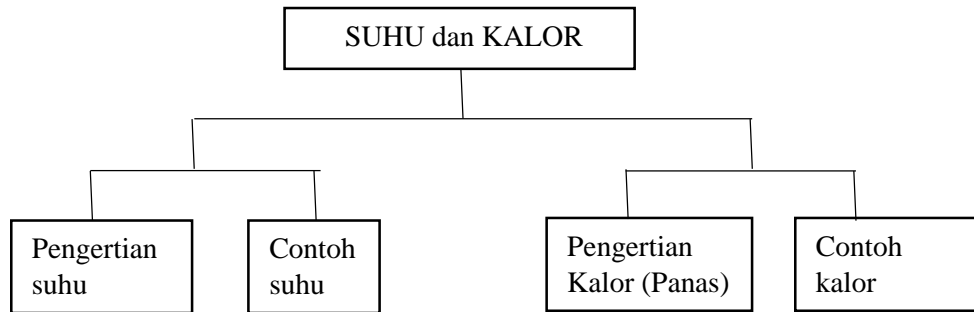 SUHU dan KALOR
Pengertian
suhu
Contoh
suhu
Pengertian
Kalor (Panas)
Contoh
kalor